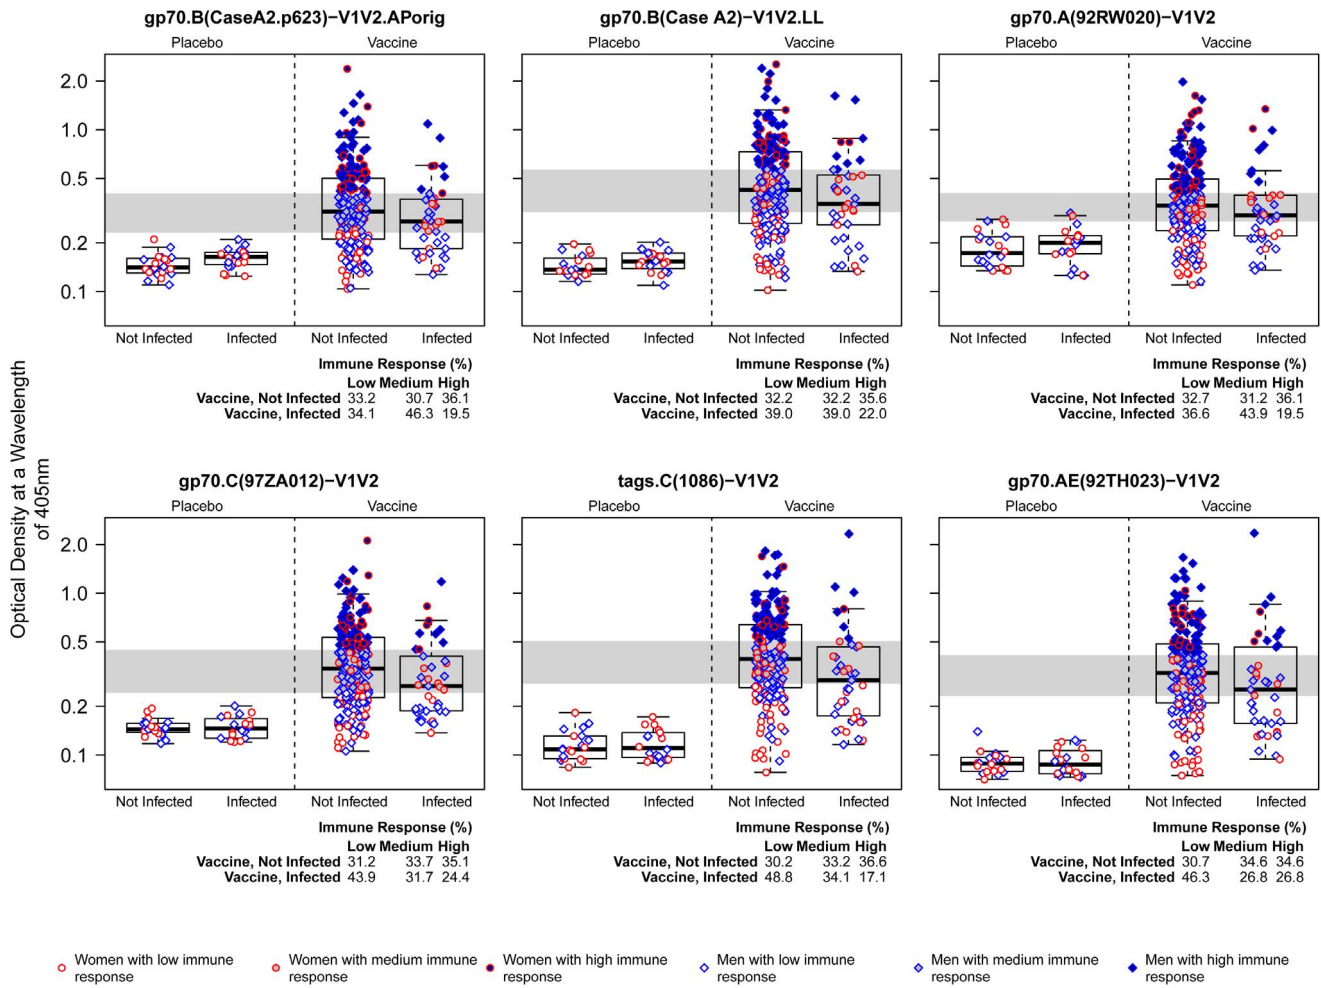 gp70.B(CaseA2.p623)−V1V2.APorig
gp70.B(Case A2)−V1V2.LL
gp70.A(92RW020)−V1V2
Placebo Vaccine
Placebo Vaccine
Placebo Vaccine
2.0
1.0
0.5
0.2
0.1
Not Infected Infected Not Infected Infected
Not Infected Infected Not Infected Infected
Not Infected Infected Not Infected Infected
Immune Response (%)
Low Medium High
Vaccine, Not Infected 33.2 30.7 36.1
Vaccine, Infected 34.1 46.3 19.5
Immune Response (%)
Low Medium High
Vaccine, Not Infected 32.2 32.2 35.6
Vaccine, Infected 39.0 39.0 22.0
Immune Response (%)
Low Medium High
Vaccine, Not Infected 32.7 31.2 36.1
Vaccine, Infected 36.6 43.9 19.5
Optical Density at a Wavelength
of 405nm
gp70.C(97ZA012)−V1V2
tags.C(1086)−V1V2
gp70.AE(92TH023)−V1V2
Placebo Vaccine
Placebo Vaccine
Placebo Vaccine
2.0
1.0
0.5
0.2
0.1
Not Infected Infected Not Infected Infected
Not Infected Infected Not Infected Infected
Not Infected Infected Not Infected Infected
Immune Response (%)
Low Medium High
Vaccine, Not Infected 31.2 33.7 35.1
Vaccine, Infected 43.9 31.7 24.4
Immune Response (%)
Low Medium High
Vaccine, Not Infected 30.2 33.2 36.6
Vaccine, Infected 48.8 34.1 17.1
Immune Response (%)
Low Medium High
Vaccine, Not Infected 30.7 34.6 34.6
Vaccine, Infected 46.3 26.8 26.8
Women with low immune
response
Women with medium immune
response
Women with high immune
response
Men with low immune
response
Men with medium immune
response
Men with high immune
response